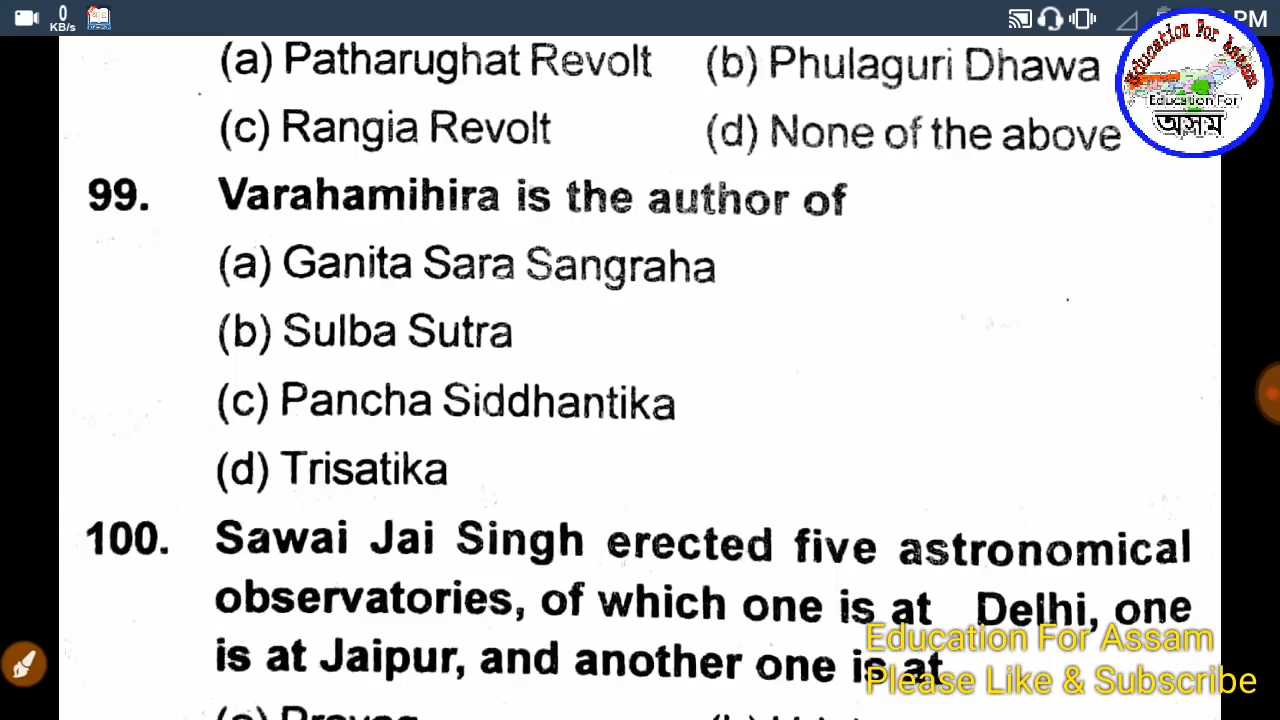 0
KB/s
PM
(a) Patharughat Revolt (b) Phulaguri Dhawa
(c) Rangia Revolt (d) None of the above
Education For Assam
Education For
অসম
99. Varahamihira is the author of
(a) Ganita Sara Sangraha
(b) Sulba Sutra
(c) Pancha Siddhantika
(d) Trisatika
100. Sawai Jai Singh erected five astronomical
observatories, of which one is at Delhi, one
is at Jaipur, and another one is at
Education For Assam
Please Like & Subscribe